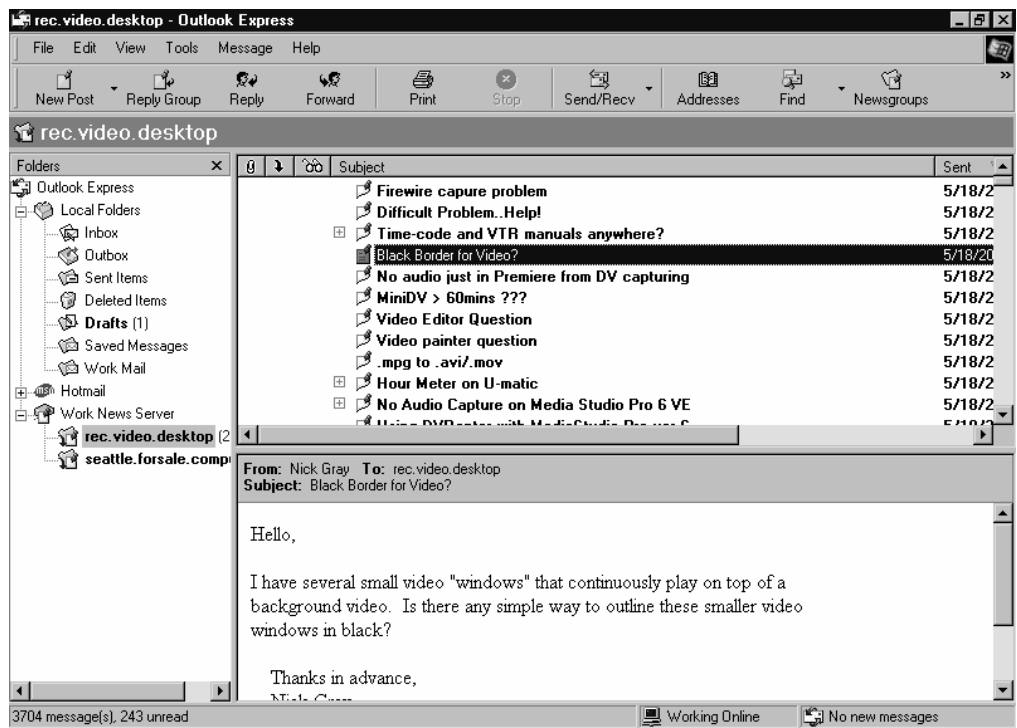 rec.video.desktop - Outlook Express
File Edit View Tools Message Help
New Post Reply Group Reply Forward Print Stop Send/Recv Addresses Find Newsgroups »
rec.video.desktop
Folders
Outlook Express
Local Folders
Inbox
Outbox
Sent Items
Deleted Items
Drafts (1)
Saved Messages
Work Mail
Hotmail
Work News Server
rec.video.desktop (2
seattle.forsale.comp
Subject Sent
Firewire capure problem 5/18/2
Difficult Problem..Help! 5/18/2
Time-code and VTR manuals anywhere? 5/18/2
Black Border for Video? 5/18/20
No audio just in Premiere from DV capturing 5/18/2
MiniDV > 60mins ??? 5/18/2
Video Editor Question 5/18/2
Video painter question 5/18/2
.mpg to .avi/.mov 5/18/2
Hour Meter on U-matic 5/18/2
No Audio Capture on Media Studio Pro 6 VE 5/18/2
From: Nick Gray To: rec.video.desktop
Subject: Black Border for Video?
Hello,
I have several small video "windows" that continuously play on top of a
background video. Is there any simple way to outline these smaller video
windows in black?
Thanks in advance,
3704 message(s), 243 unread Working Online No new messages